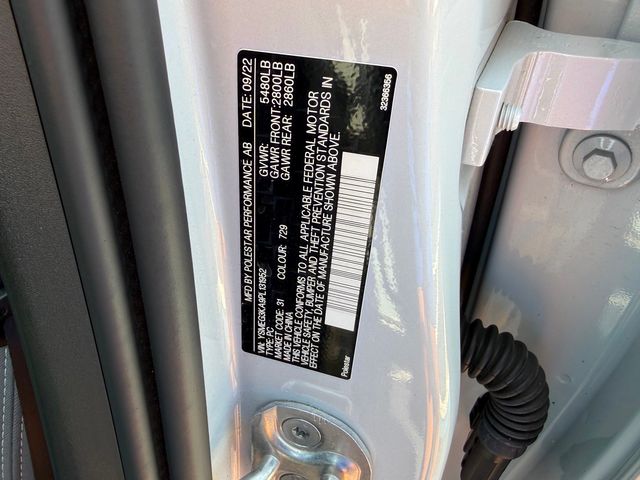 MFD BY POLESTAR PERFORMANCE AB DATE: 09/22
GVWR: 5480LB
GAWR FRONT: 2800LB
GAWR REAR: 2860LB
VIN: YSMEG3KA9PL131952
TYPE: PC
MARKET CODE: 31 COLOUR: 729
MADE IN CHINA
THIS VEHICLE CONFORMS TO ALL APPLICABLE FEDERAL MOTOR
VEHICLE SAFETY, BUMPER AND THEFT PREVENTION STANDARDS IN
EFFECT ON THE DATE OF MANUFACTURE SHOWN ABOVE.
Polestar
32366356